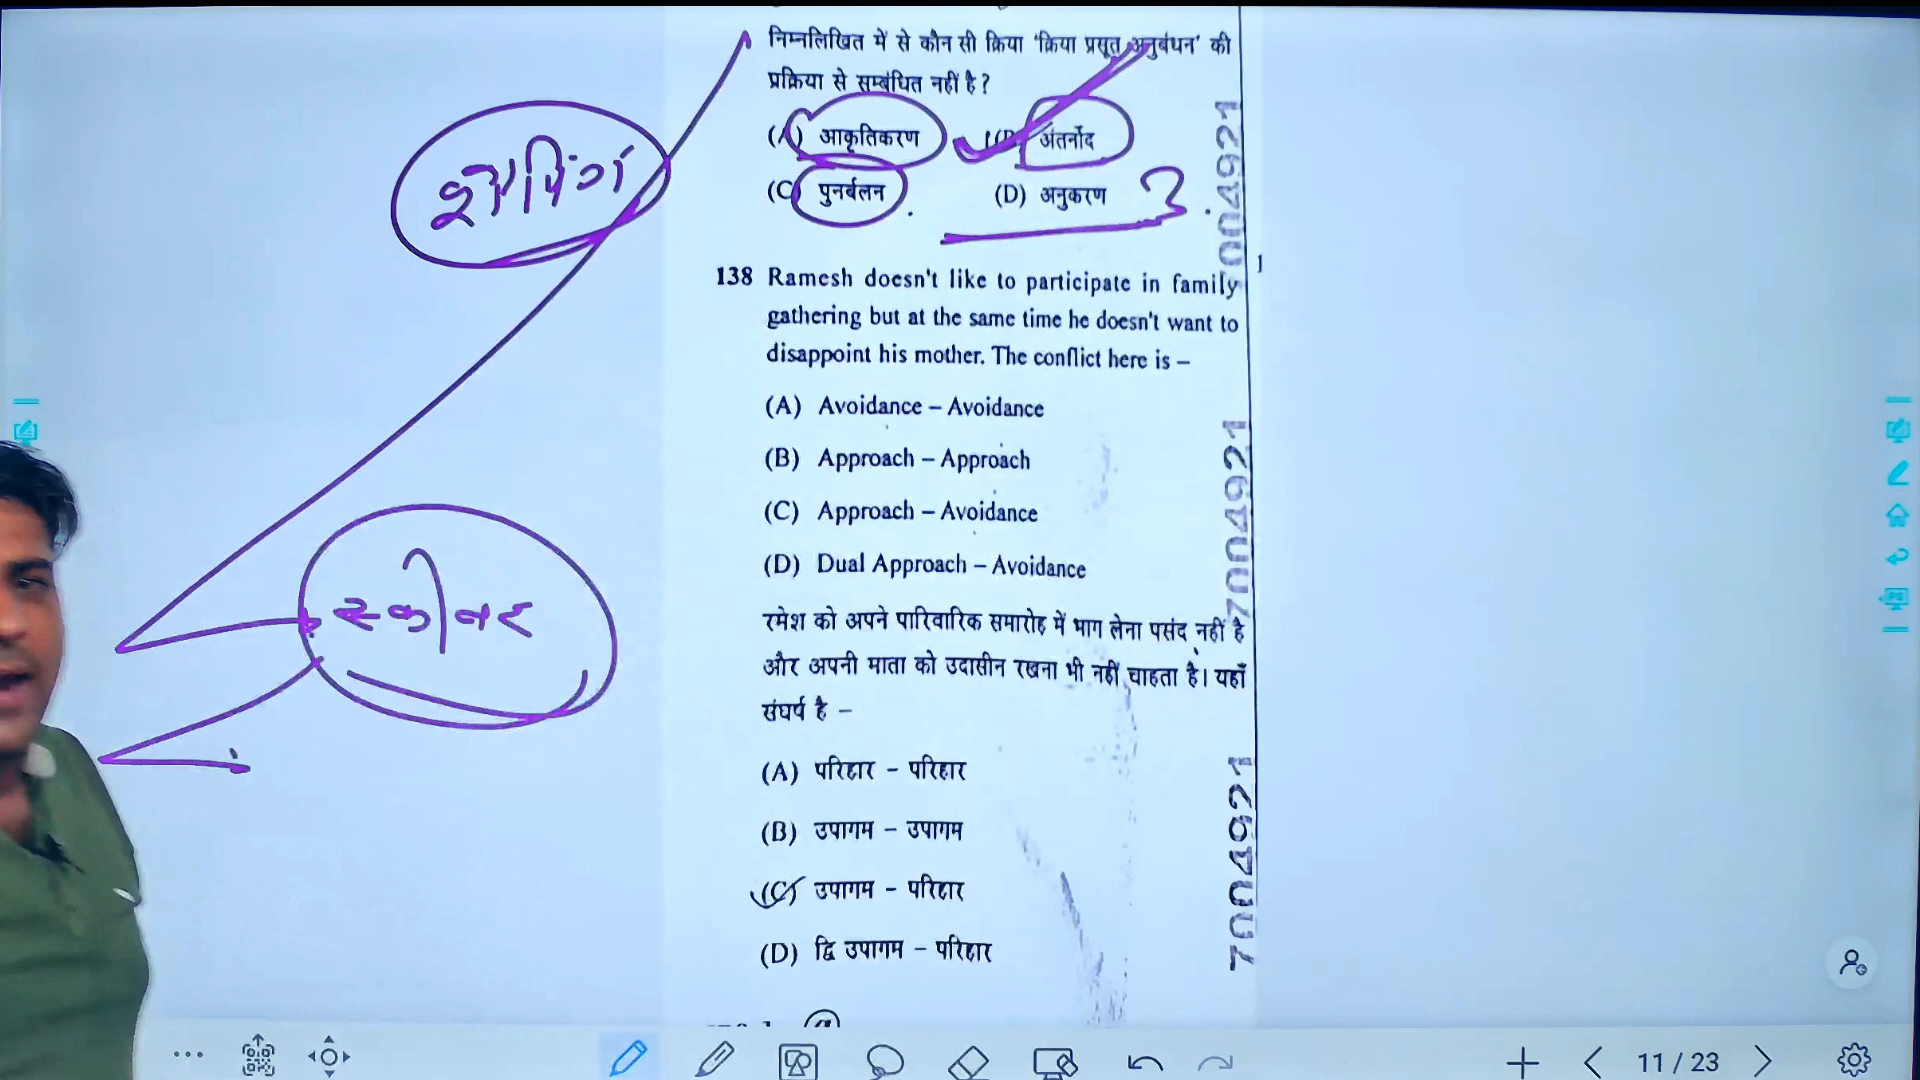 निम्नलिखित में से कौन सी क्रिया 'क्रिया प्रसूत अनुबंधन' की
प्रक्रिया से सम्बंधित नहीं है?
(A) आकृतिकरण (B) अंतर्नोद
(C) पुनर्बलन (D) अनुकरण
शेपिंग
138 Ramesh doesn't like to participate in family
gathering but at the same time he doesn't want to
disappoint his mother. The conflict here is –
(A) Avoidance – Avoidance
(B) Approach – Approach
(C) Approach – Avoidance
(D) Dual Approach – Avoidance
स्कीनर
रमेश को अपने पारिवारिक समारोह में भाग लेना पसंद नहीं है
और अपनी माता को उदासीन रखना भी नहीं चाहता है। यहाँ
संघर्ष है –
(A) परिहार – परिहार
(B) उपागम – उपागम
(C) उपागम – परिहार
(D) द्वि उपागम – परिहार
7004921
7004921
7004921
11 / 23